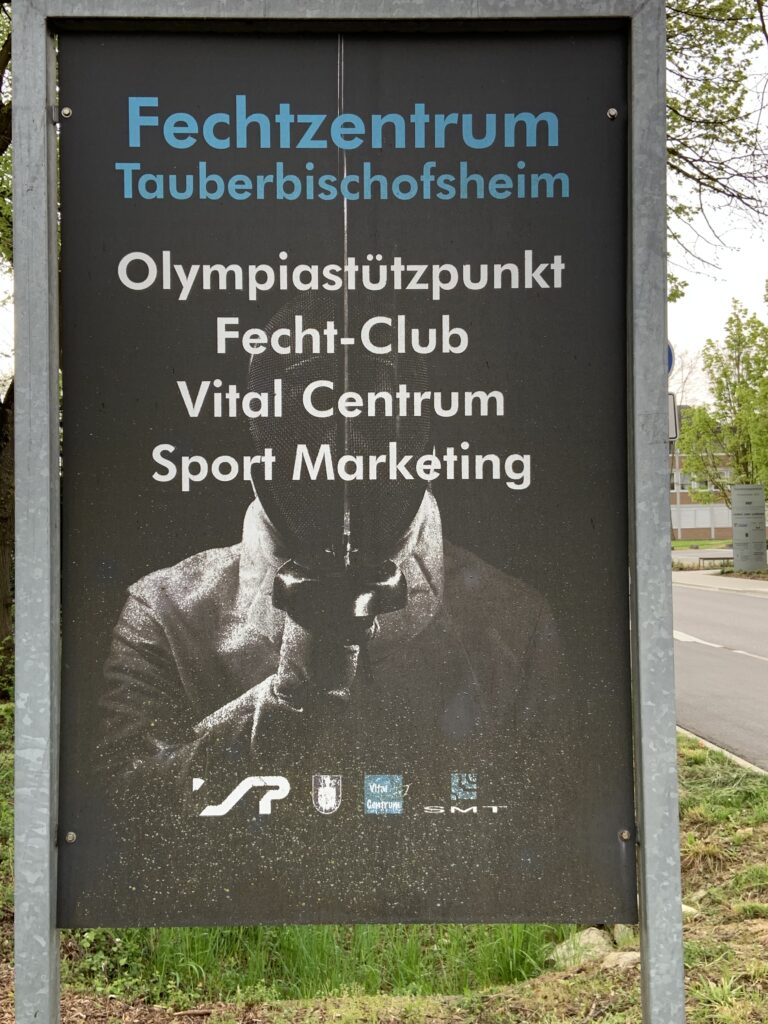 Fechtzentrum
Tauberbischofsheim
Olympiastützpunkt
Fecht-Club
Vital Centrum
Sport Marketing
Vital
Centrum
SMT